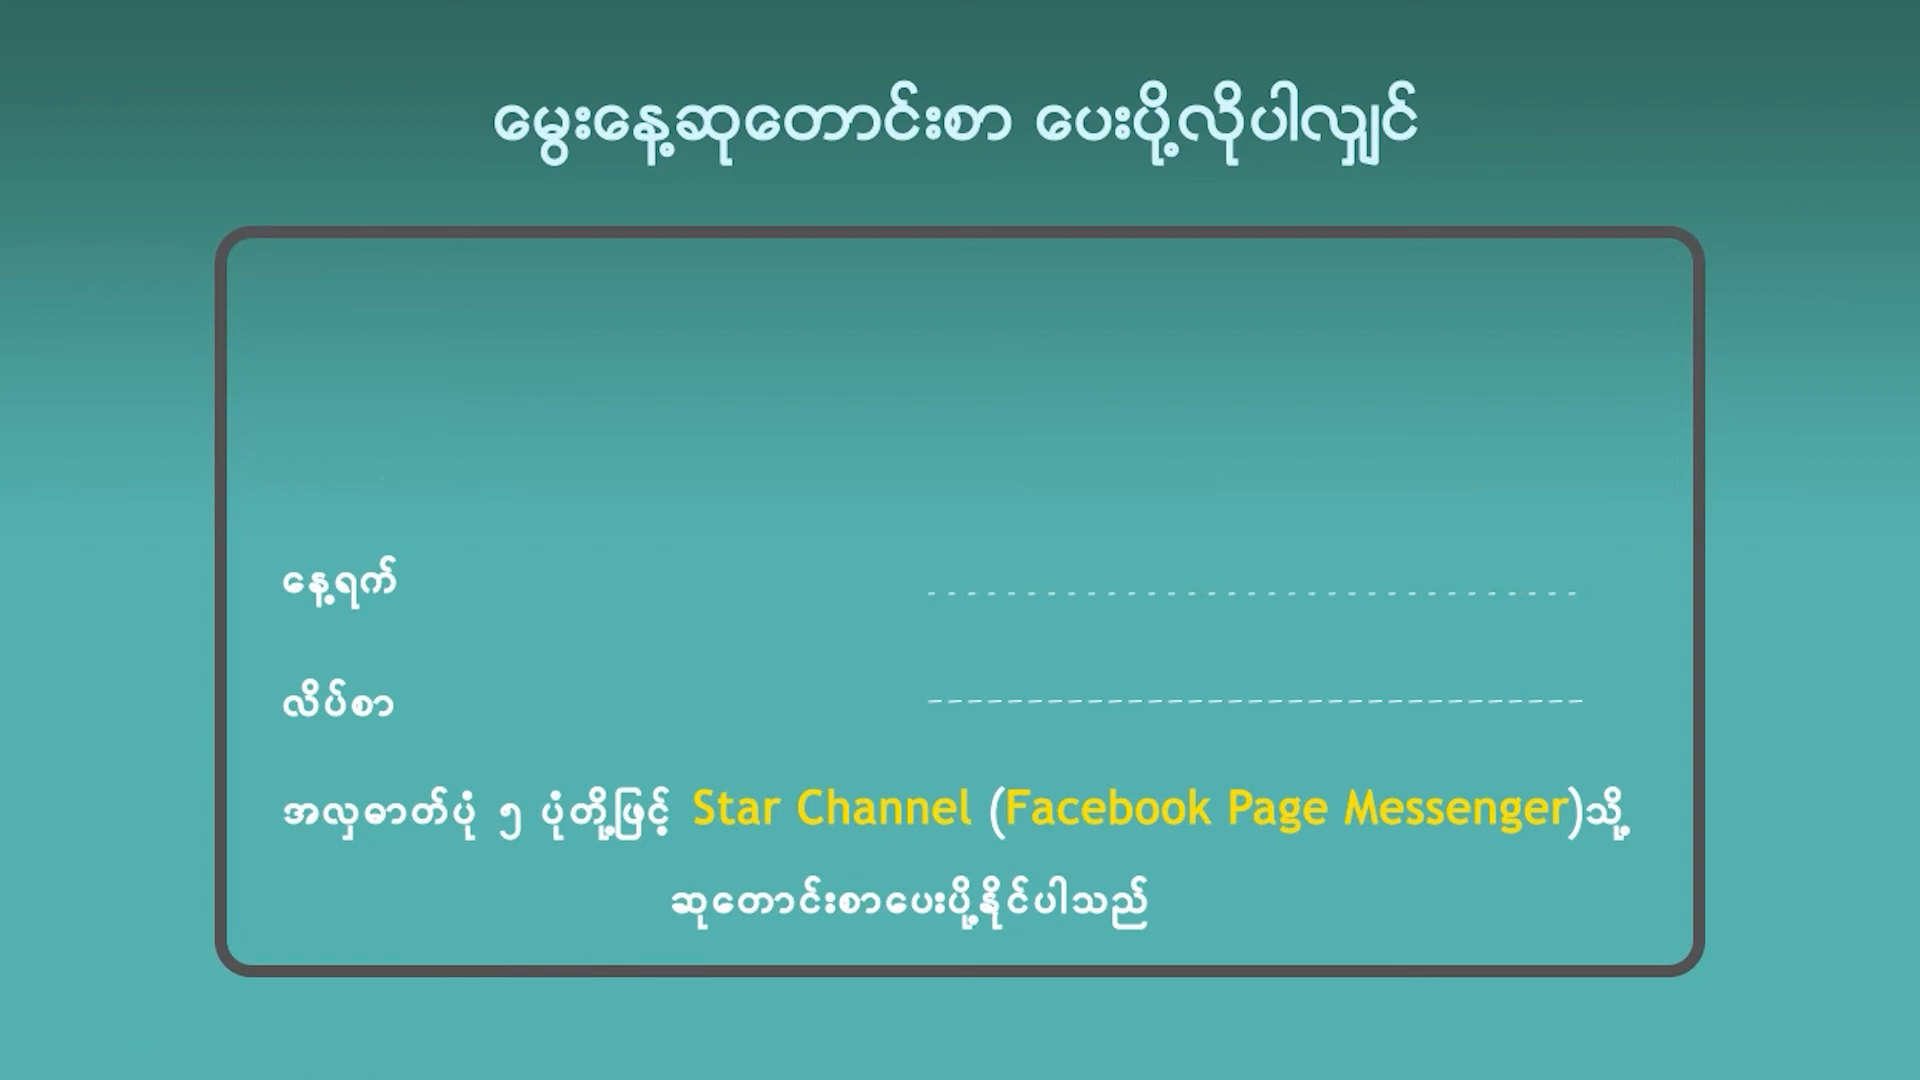 မွေးနေ့ဆုတောင်းစာ ပေးပို့လိုပါလျှင်
နေ့ရက်
လိပ်စာ
အလှဓာတ်ပုံ ၅ ပုံတို့ဖြင့် Star Channel (Facebook Page Messenger)သို့
ဆုတောင်းစာပေးပို့နိုင်ပါသည်